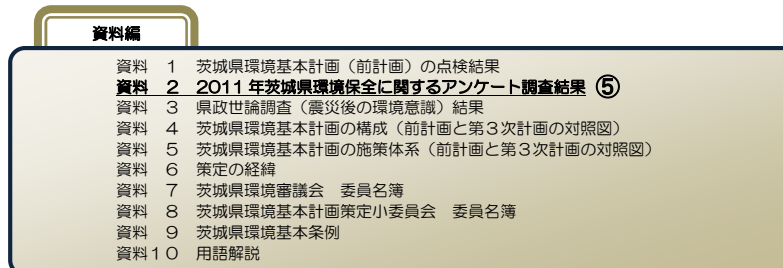 資料編
資料　１　茨城県環境基本計画（前計画）の点検結果
資料　２　２０１１年茨城県環境保全に関するアンケート調査結果 ⑤
資料　３　県政世論調査（震災後の環境意識）結果
資料　４　茨城県環境基本計画の構成（前計画と第３次計画の対照図）
資料　５　茨城県環境基本計画の施策体系（前計画と第３次計画の対照図）
資料　６　策定の経緯
資料　７　茨城県環境審議会　委員名簿
資料　８　茨城県環境基本計画策定小委員会　委員名簿
資料　９　茨城県環境基本条例
資料１０　用語解説